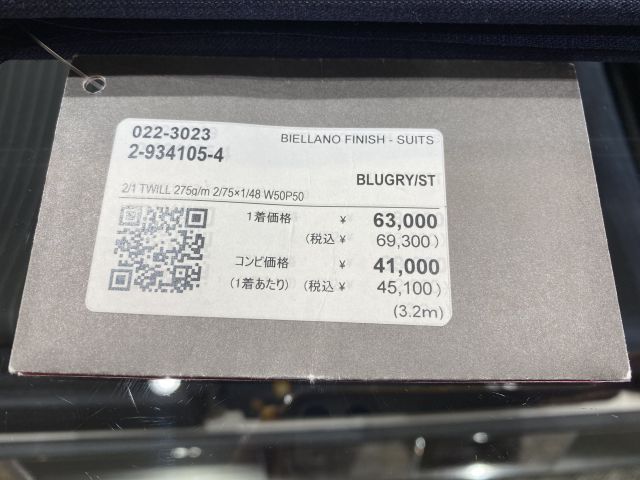 022-3023
BIELLANO FINISH - SUITS
2-934105-4
BLUGRY/ST
2/1 TWILL 275g/m 2/75×1/48 W50P50
1着価格 ¥ 63,000
(税込 ¥ 69,300)
コンビ価格 ¥ 41,000
(1着あたり) (税込 ¥ 45,100)
(3.2m)